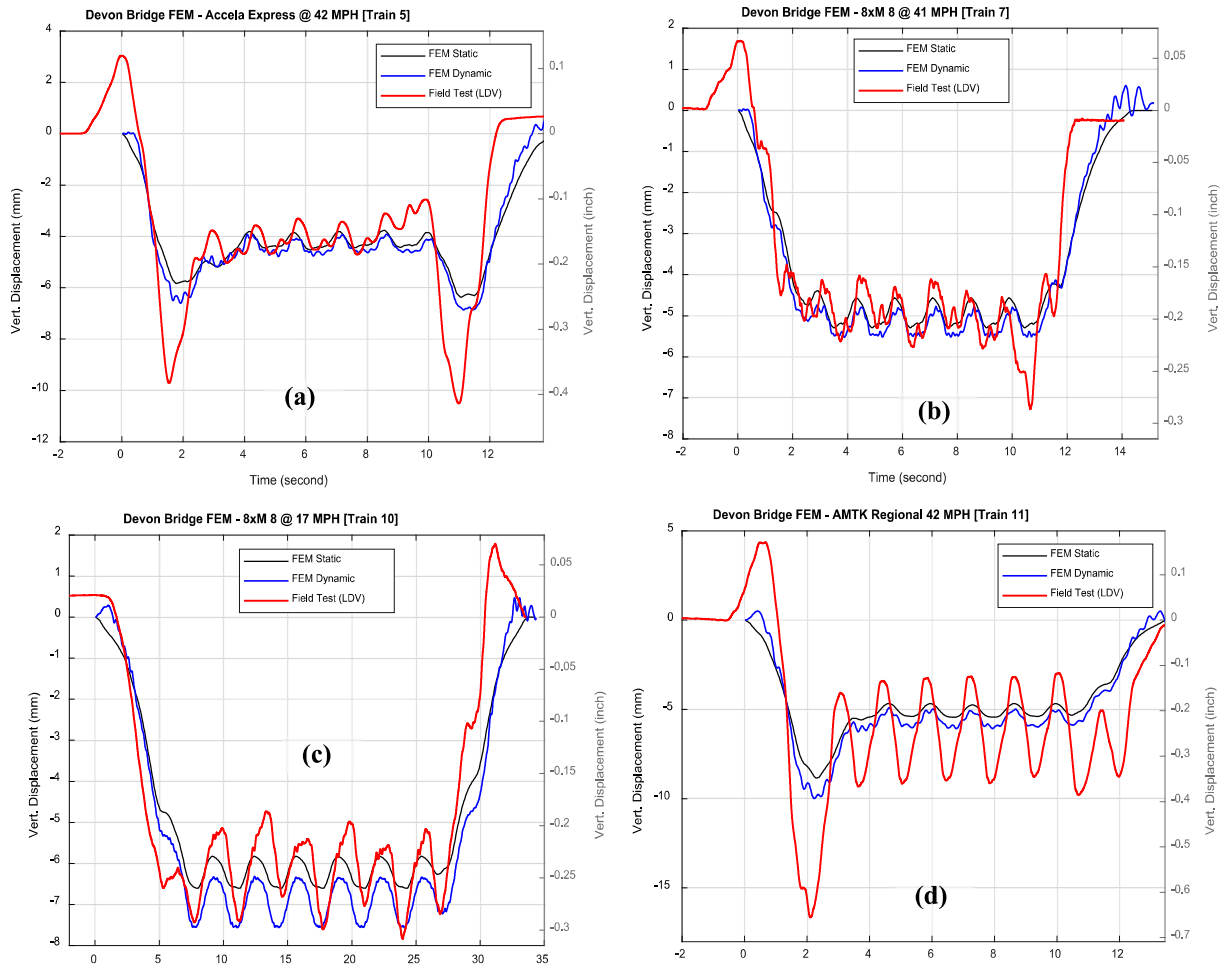 Devon Bridge FEM - Accela Express @ 42 MPH [Train 5]
4
2
0
-2
-4
-6
-8
-10
-12
Vert. Displacement (mm)
0.1
0
-0.1
-0.2
-0.3
-0.4
Vert. Displacement (inch)
FEM Static
FEM Dynamic
Field Test (LDV)
(a)
-2 0 2 4 6 8 10 12
Time (second)
Devon Bridge FEM - 8xM 8 @ 41 MPH [Train 7]
2
1
0
-1
-2
-3
-4
-5
-6
-7
-8
Vert. Displacement (mm)
0.05
0
-0.05
-0.1
-0.15
-0.2
-0.25
-0.3
Vert. Displacement (inch)
FEM Static
FEM Dynamic
Field Test (LDV)
(b)
-2 0 2 4 6 8 10 12 14
Time (second)
Devon Bridge FEM - 8xM 8 @ 17 MPH [Train 10]
2
1
0
-1
-2
-3
-4
-5
-6
-7
-8
Vert. Displacement (mm)
0.05
0
-0.05
-0.1
-0.15
-0.2
-0.25
-0.3
Vert. Displacement (inch)
FEM Static
FEM Dynamic
Field Test (LDV)
(c)
0 5 10 15 20 25 30 35
Devon Bridge FEM - AMTK Regional 42 MPH [Train 11]
5
0
-5
-10
-15
Vert. Displacement (mm)
0.1
0
-0.1
-0.2
-0.3
-0.4
-0.5
-0.6
-0.7
Vert. Displacement (inch)
FEM Static
FEM Dynamic
Field Test (LDV)
(d)
-2 0 2 4 6 8 10 12